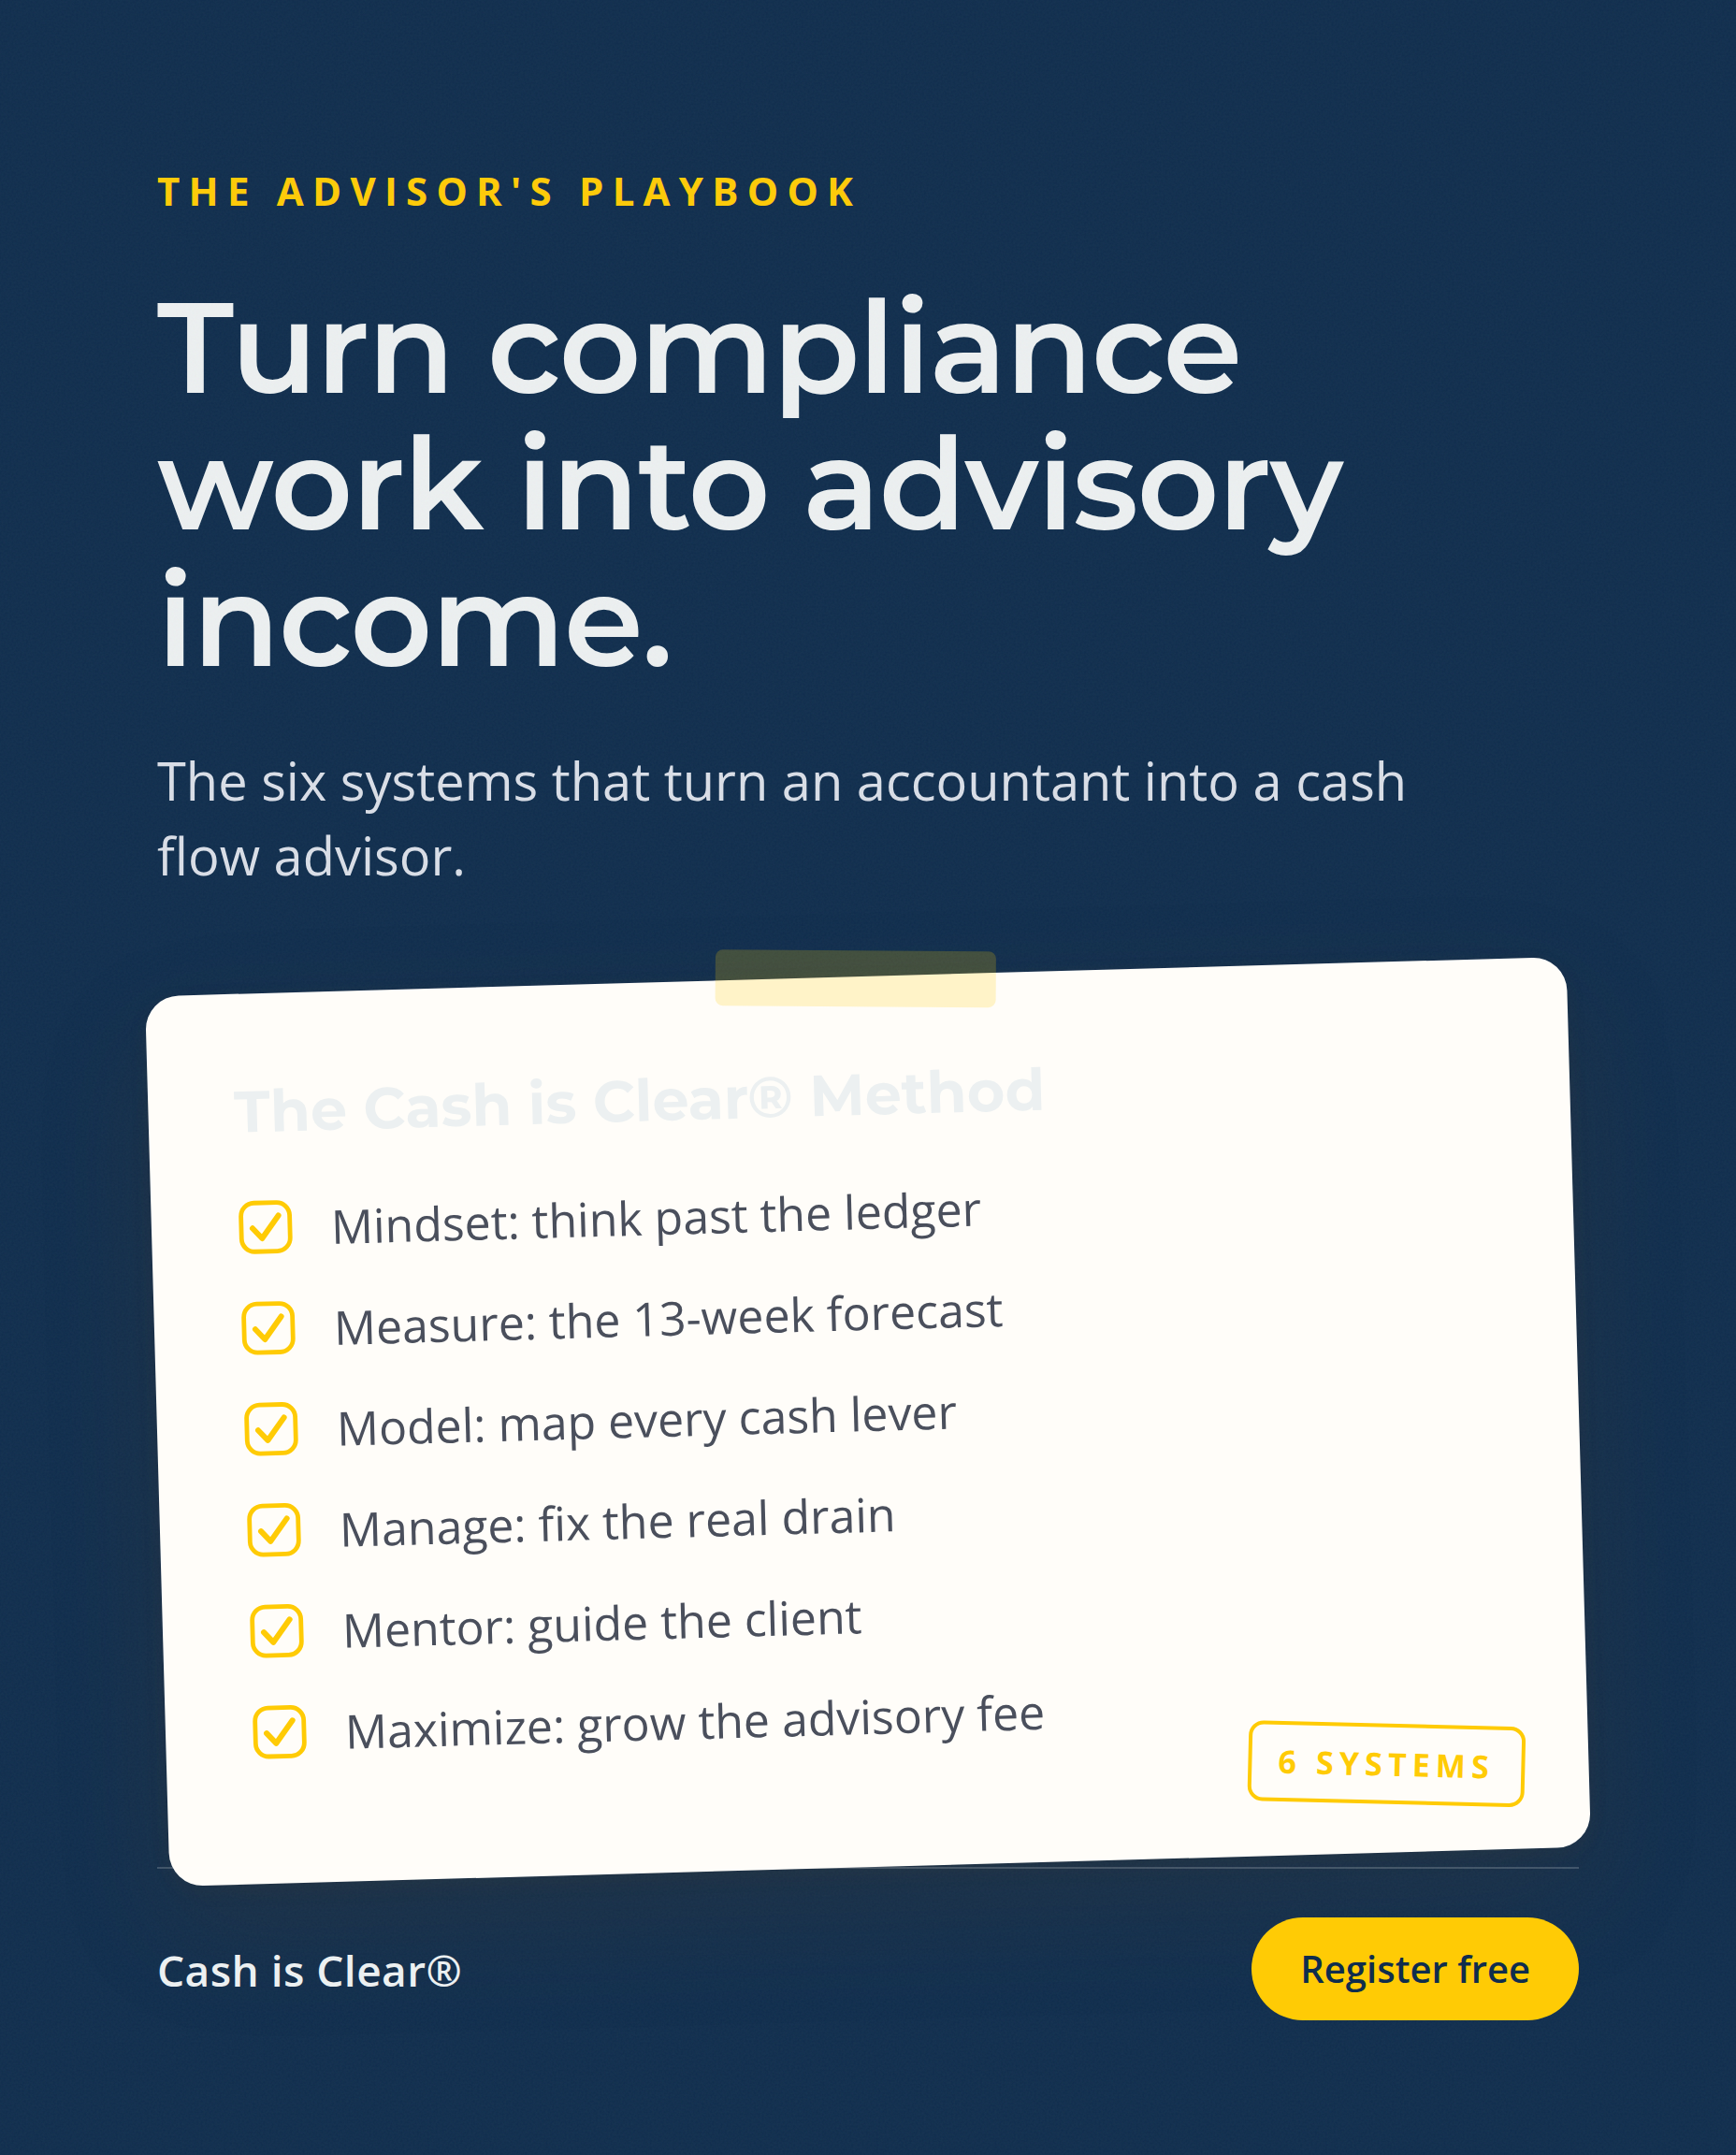 THE ADVISOR'S PLAYBOOK
Turn compliance
work into advisory
income.
The six systems that turn an accountant into a cash
flow advisor.
The Cash is Clear® Method
Mindset: think past the ledger
Measure: the 13-week forecast
Model: map every cash lever
Manage: fix the real drain
Mentor: guide the client
Maximize: grow the advisory fee
6 SYSTEMS
Cash is Clear®
Register free